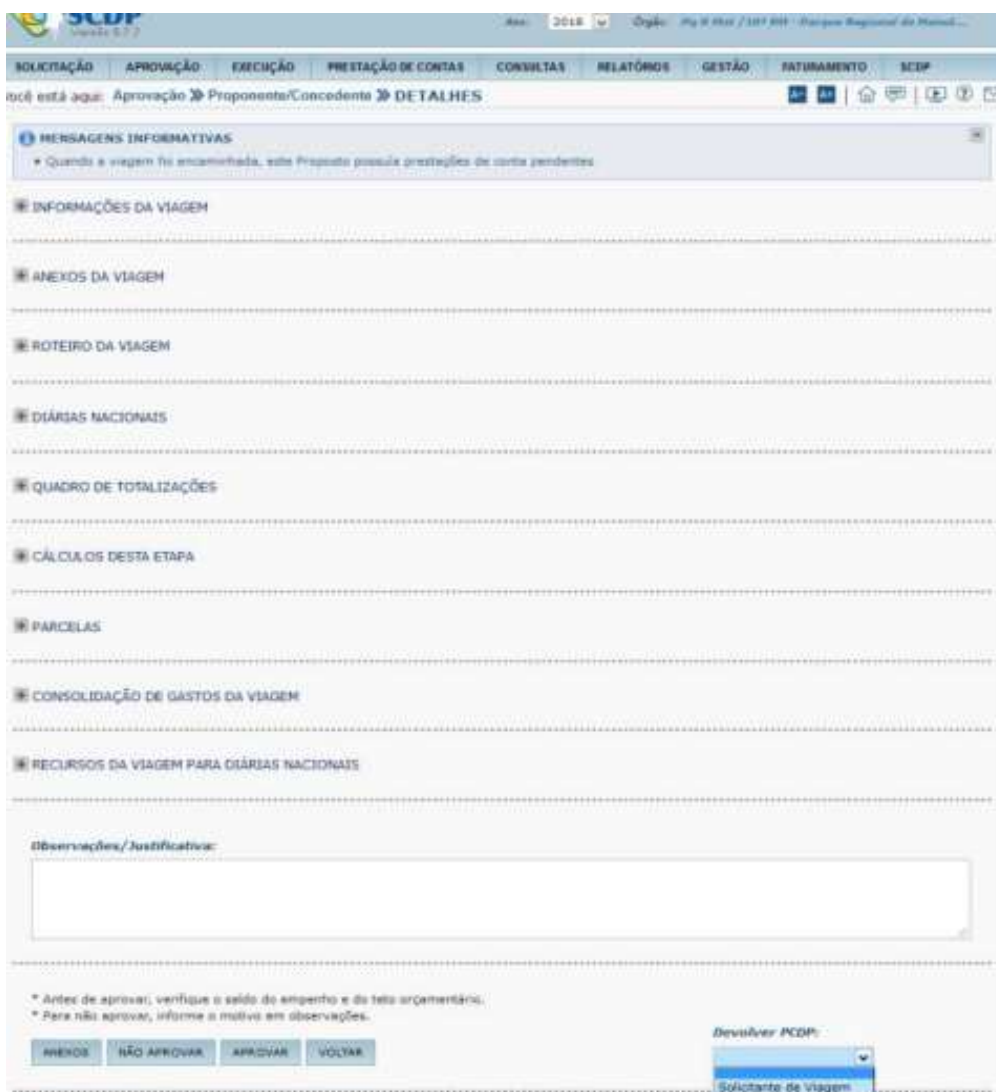 SCDP
Ano: 2018 Órgão:
SOLICITAÇÃO APROVAÇÃO EXECUÇÃO PRESTAÇÃO DE CONTAS CONSULTAS RELATÓRIOS GESTÃO FATURAMENTO SCDP
ocê está aqui: Aprovação Proponente/Concedente DETALHES
MENSAGENS INFORMATIVAS
Quando a viagem foi encaminhada, este Proposto possuía prestações de conta pendentes
INFORMAÇÕES DA VIAGEM
ANEXOS DA VIAGEM
ROTEIRO DA VIAGEM
DIÁRIAS NACIONAIS
QUADRO DE TOTALIZAÇÕES
CÁLCULOS DESTA ETAPA
PARCELAS
CONSOLIDAÇÃO DE GASTOS DA VIAGEM
RECURSOS DA VIAGEM PARA DIÁRIAS NACIONAIS
Observações/Justificativa:
* Antes de aprovar, verifique o saldo do empenho e do teto orçamentário.
* Para não aprovar, informe o motivo em observações.
Devolver PCDP:
ANEXOS NÃO APROVAR APROVAR VOLTAR
Solicitante de Viagem